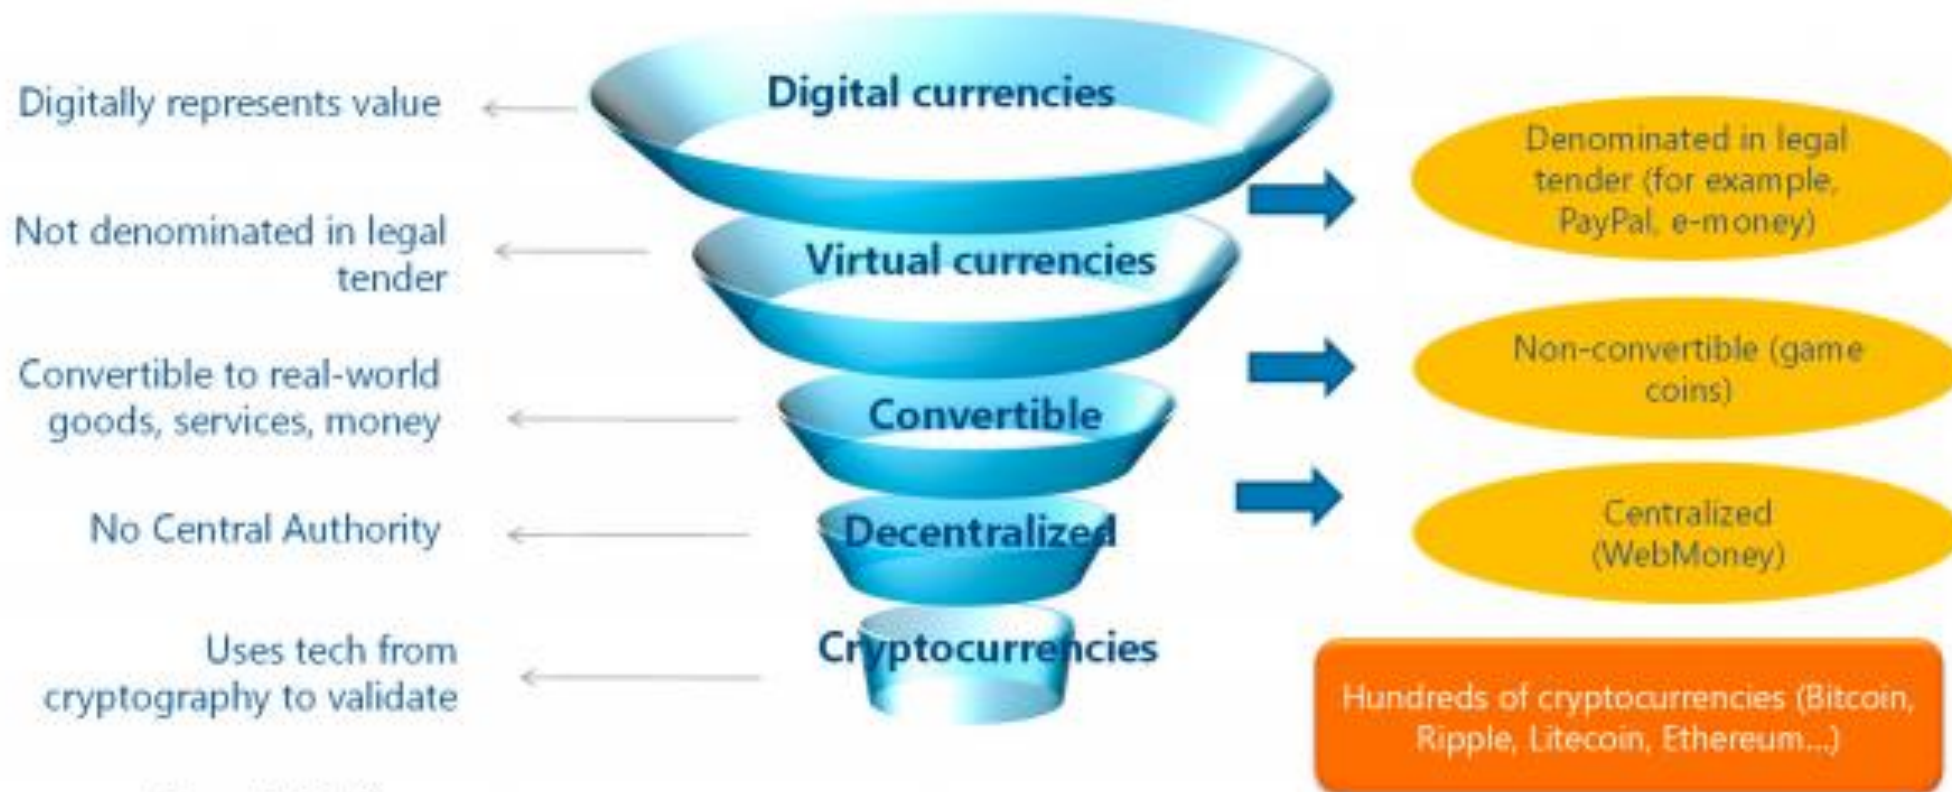 Digital currencies
Digitally represents value
Denominated in legal
tender (for example,
PayPal, e-money)
Not denominated in legal
tender
Virtual currencies
Non-convertible (game
coins)
Convertible to real-world
goods, services, money
Convertible
Centralized
(WebMoney)
No Central Authority
Decentralized
Uses tech from
cryptography to validate
Cryptocurrencies
Hundreds of cryptocurrencies (Bitcoin,
Ripple, Litecoin, Ethereum...)